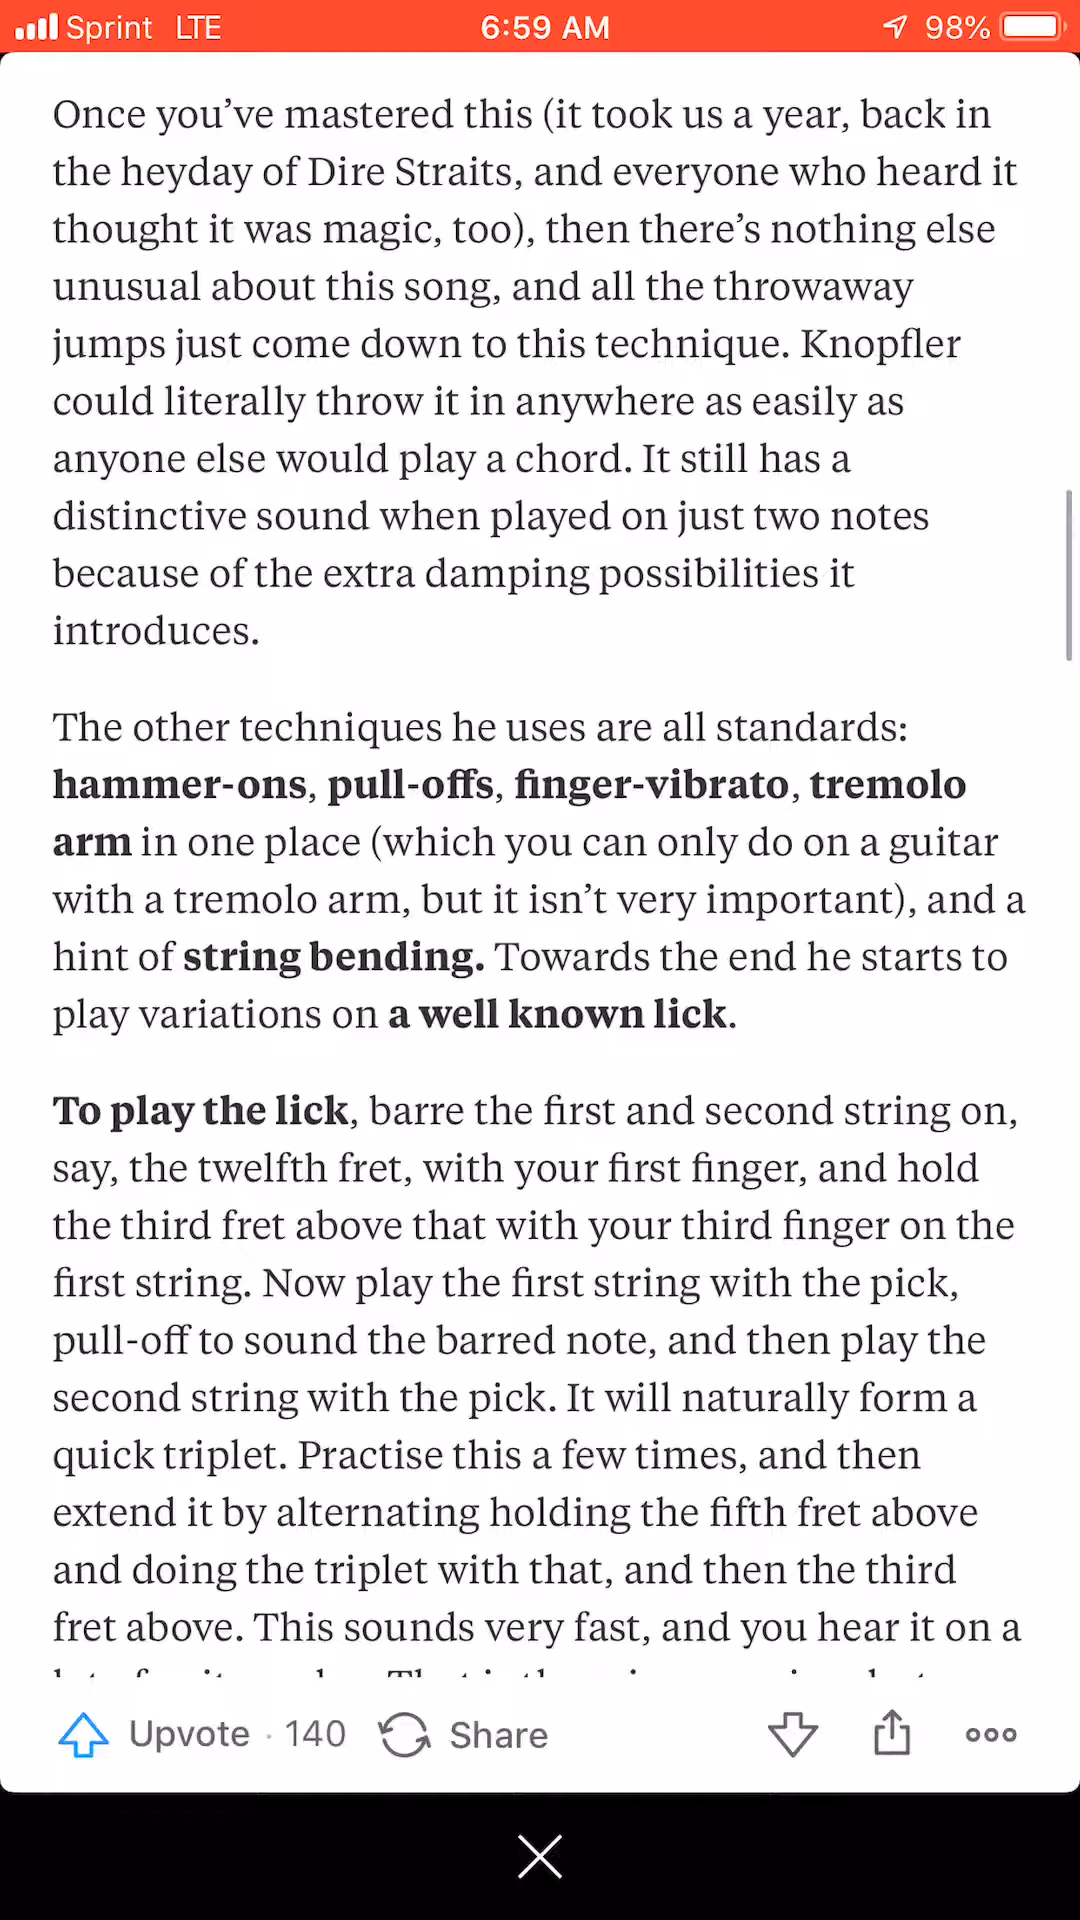 Sprint LTE 6:59 AM 98%
Once you’ve mastered this (it took us a year, back in
the heyday of Dire Straits, and everyone who heard it
thought it was magic, too), then there’s nothing else
unusual about this song, and all the throwaway
jumps just come down to this technique. Knopfler
could literally throw it in anywhere as easily as
anyone else would play a chord. It still has a
distinctive sound when played on just two notes
because of the extra damping possibilities it
introduces.
The other techniques he uses are all standards:
hammer-ons, pull-offs, finger-vibrato, tremolo
arm in one place (which you can only do on a guitar
with a tremolo arm, but it isn’t very important), and a
hint of string bending. Towards the end he starts to
play variations on a well known lick.
To play the lick, barre the first and second string on,
say, the twelfth fret, with your first finger, and hold
the third fret above that with your third finger on the
first string. Now play the first string with the pick,
pull-off to sound the barred note, and then play the
second string with the pick. It will naturally form a
quick triplet. Practise this a few times, and then
extend it by alternating holding the fifth fret above
and doing the triplet with that, and then the third
fret above. This sounds very fast, and you hear it on a
Upvote · 140 Share